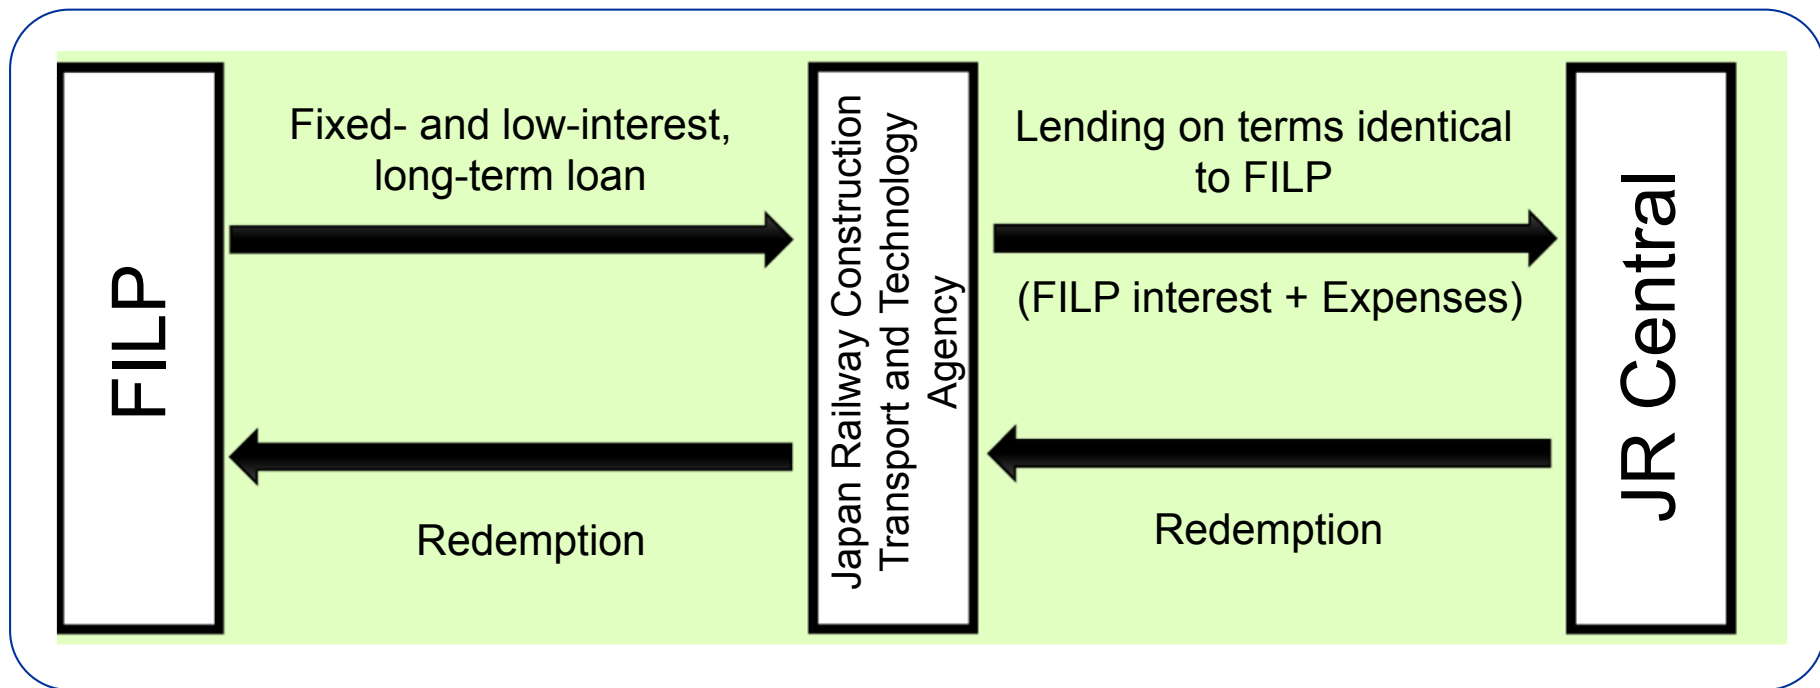 FILP
Fixed- and low-interest,
long-term loan
Redemption
Japan Railway Construction
Transport and Technology
Agency
Lending on terms identical
to FILP
(FILP interest + Expenses)
Redemption
JR Central